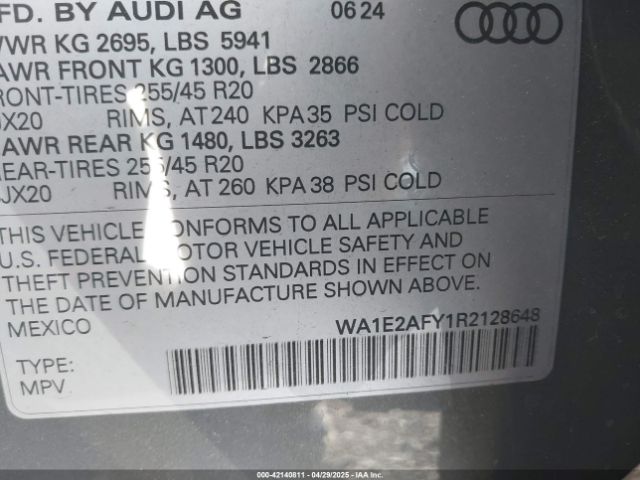 FD. BY AUDI AG 06 24
VWR KG 2695, LBS 5941
AWR FRONT KG 1300, LBS 2866
RONT-TIRES 255/45 R20
JX20 RIMS, AT 240 KPA 35 PSI COLD
AWR REAR KG 1480, LBS 3263
EAR-TIRES 255/45 R20
JX20 RIMS, AT 260 KPA 38 PSI COLD
THIS VEHICLE CONFORMS TO ALL APPLICABLE
U.S. FEDERAL MOTOR VEHICLE SAFETY AND
THEFT PREVENTION STANDARDS IN EFFECT ON
THE DATE OF MANUFACTURE SHOWN ABOVE.
MEXICO WA1E2AFY1R2128648
TYPE:
MPV
000-42140811 - 04/29/2025 - IAAI.COM